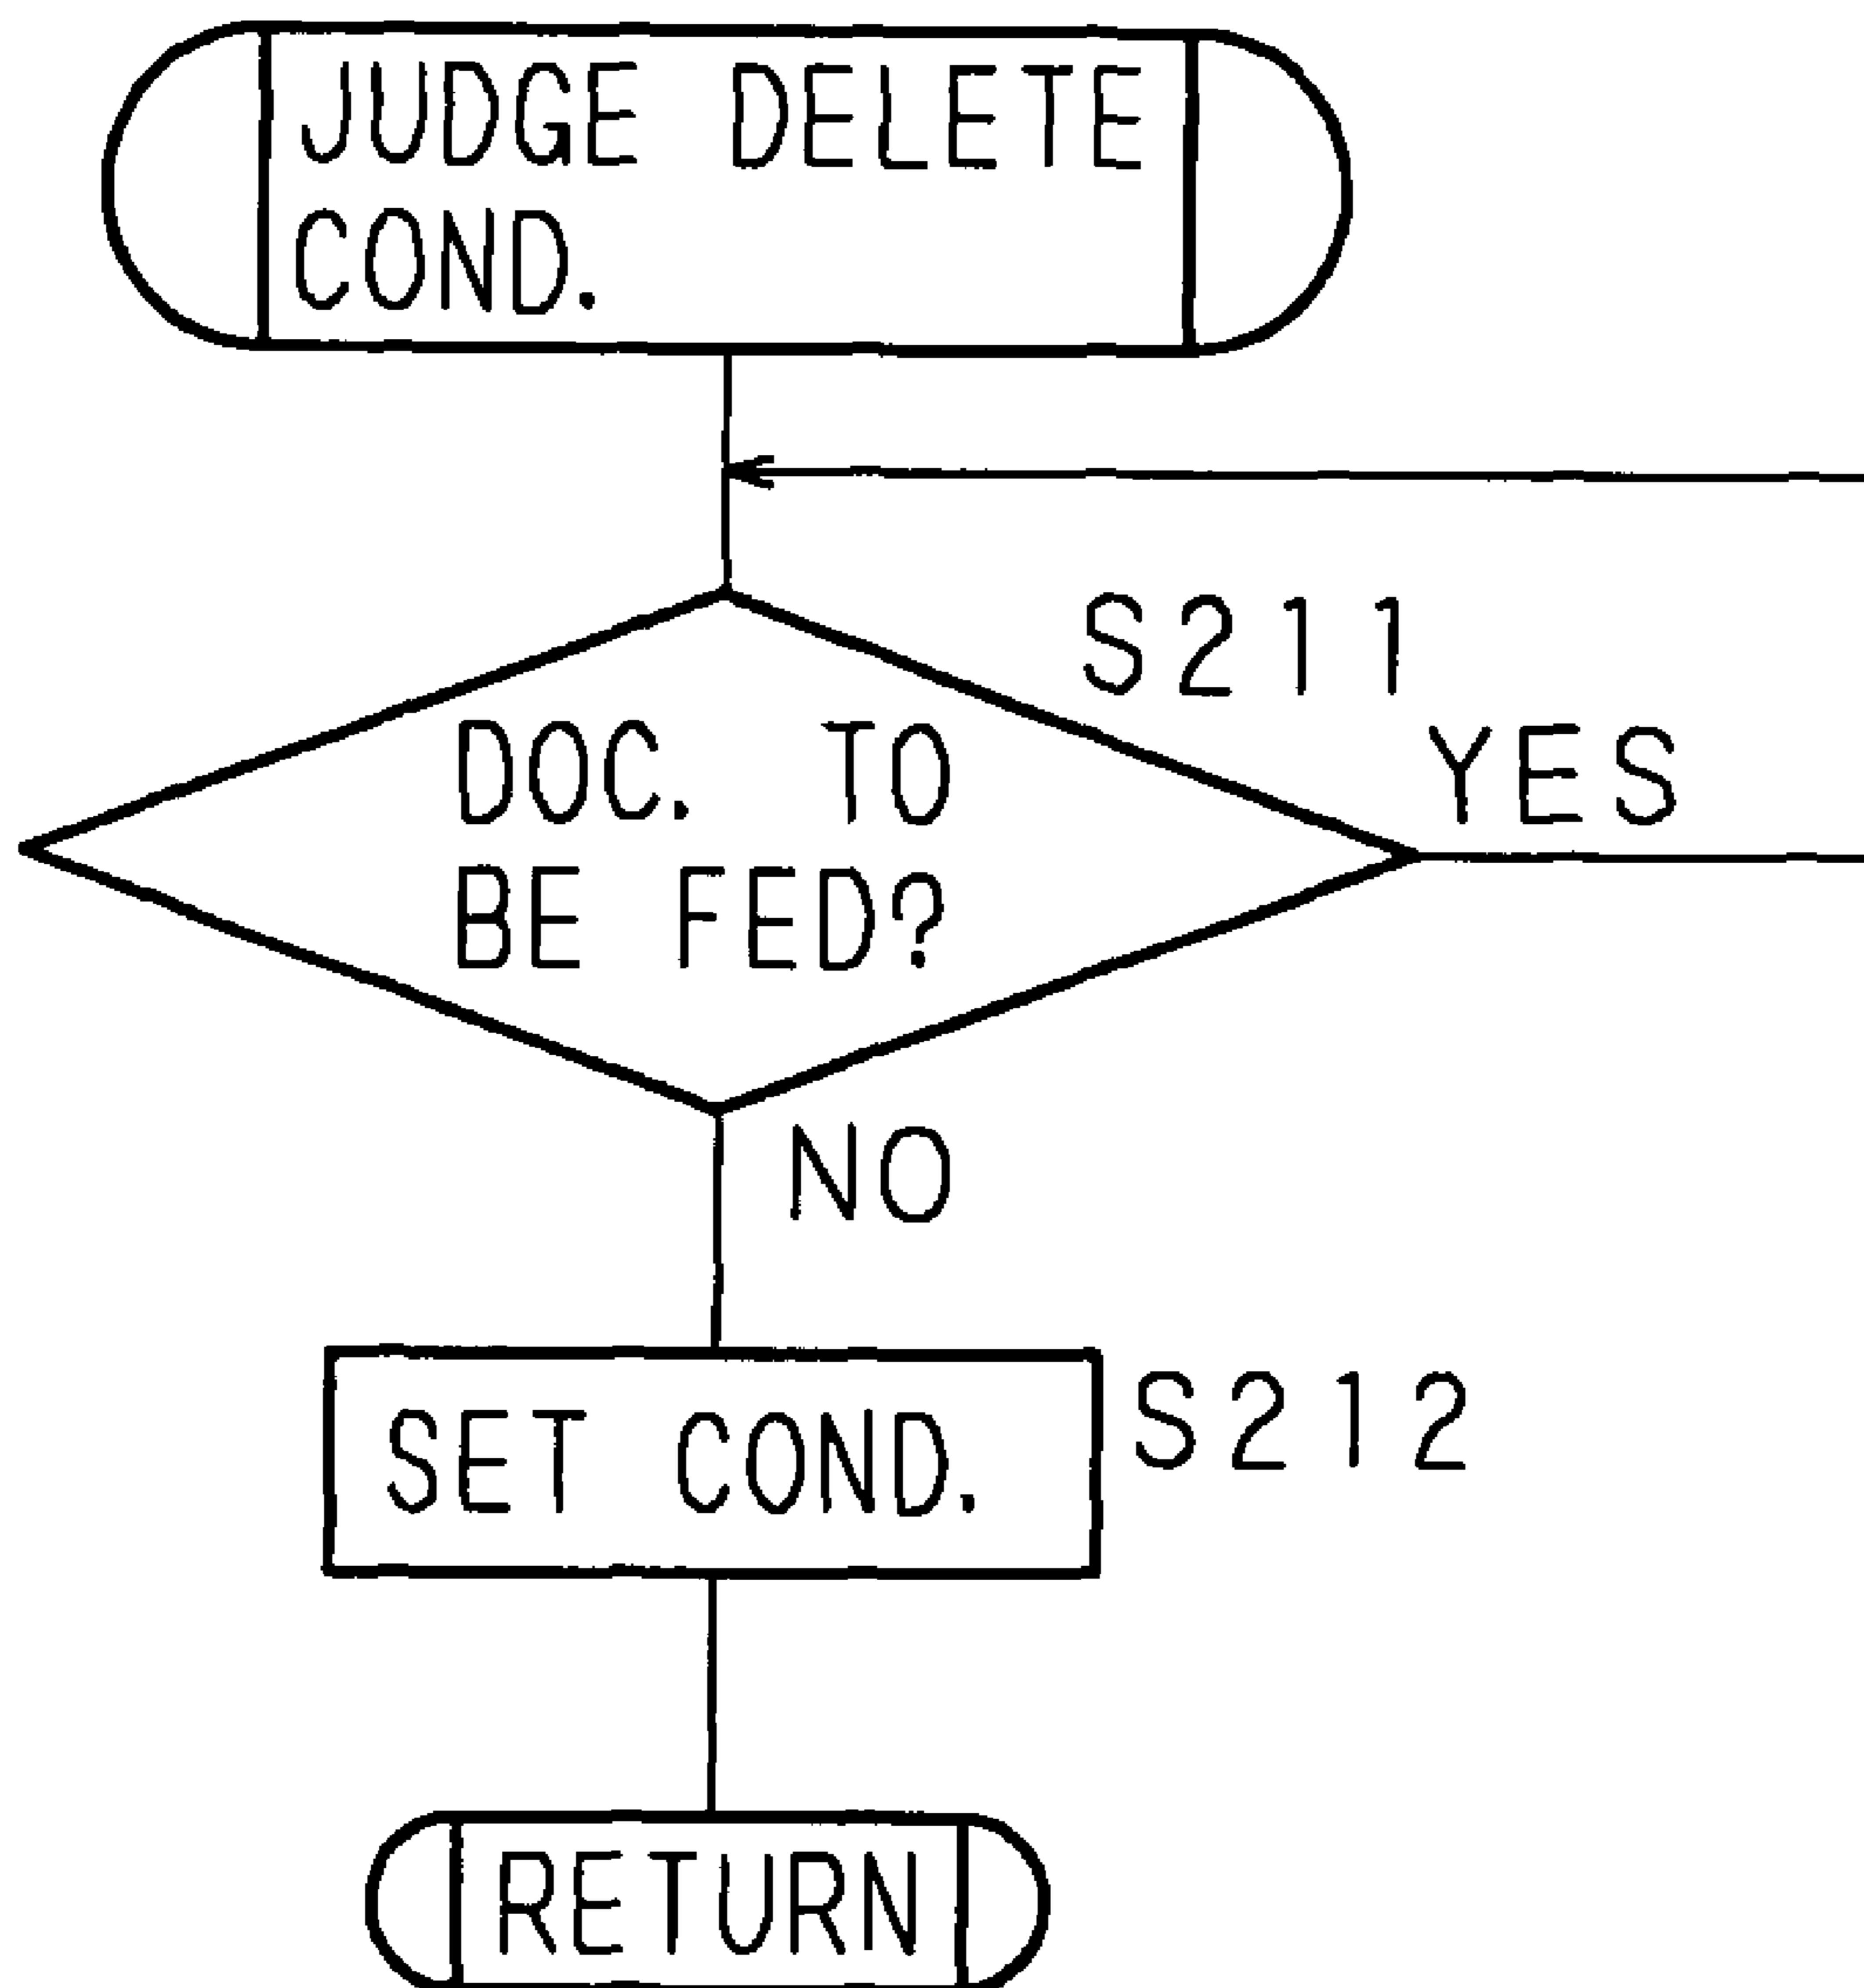 JUDGE DELETE
COND.
S211
DOC. TO
BE FED?
YES
NO
SET COND.
S212
RETURN